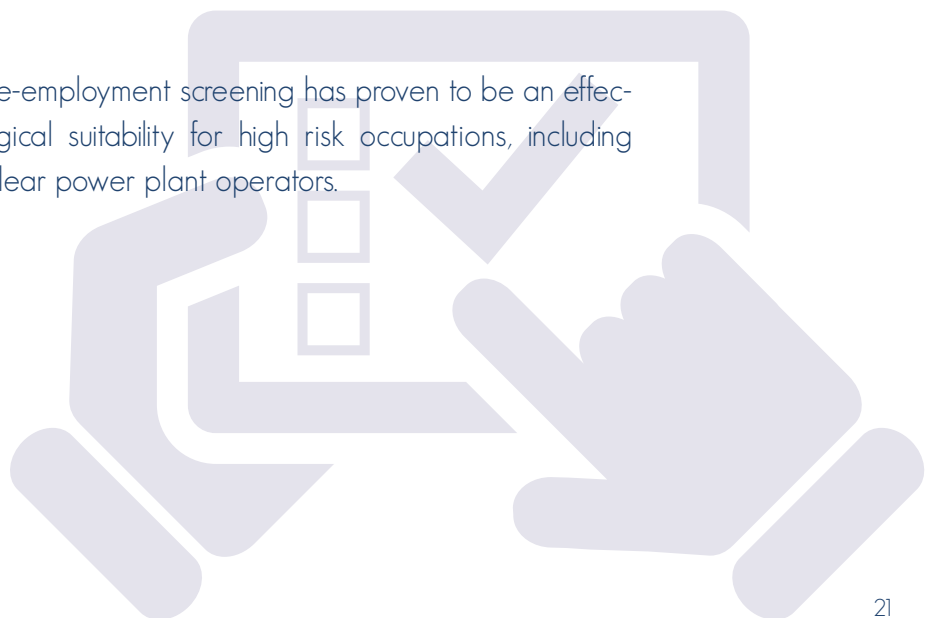 e-employment screening has proven to be an effec-
gical suitability for high risk occupations, including
lear power plant operators.
21